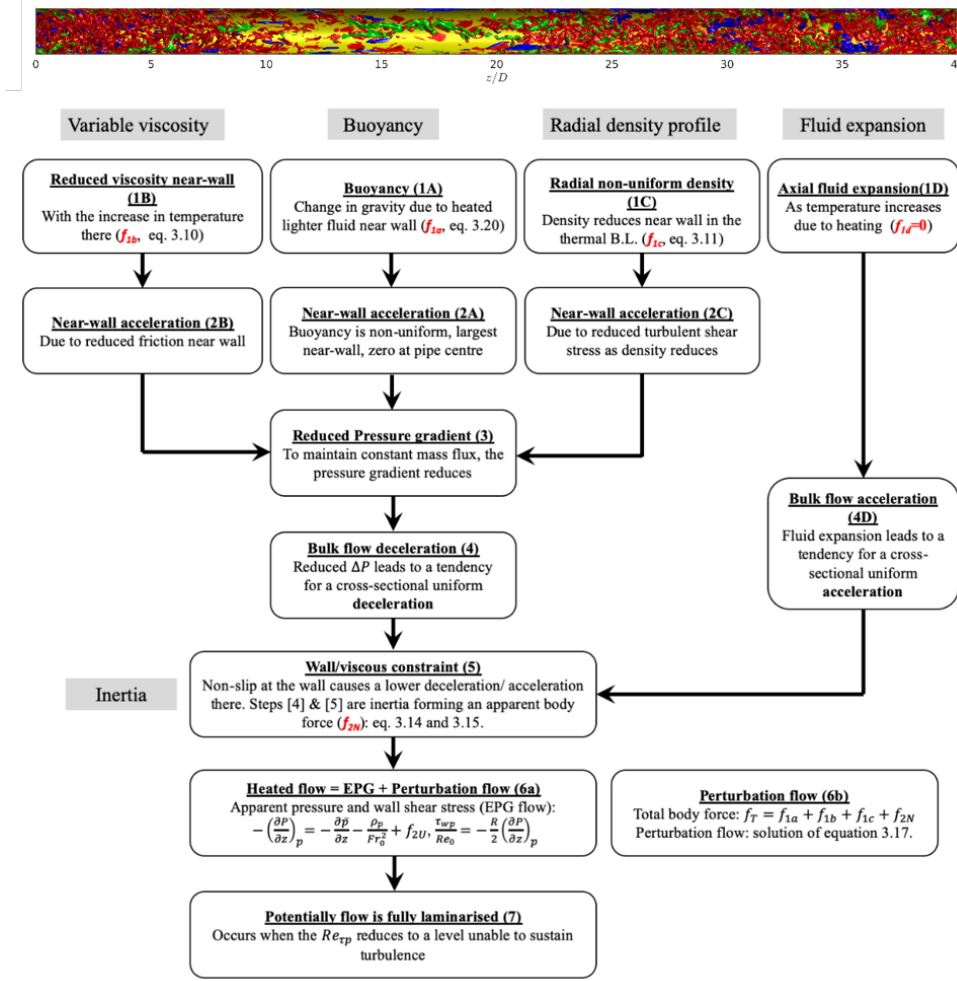 0 5 10 15 20 25 30 35 4
z/D
Variable viscosity
Buoyancy
Radial density profile
Fluid expansion
Reduced viscosity near-wall
(1B)
With the increase in temperature
there (f1b, eq. 3.10)
Buoyancy (1A)
Change in gravity due to heated
lighter fluid near wall (f1a, eq. 3.20)
Radial non-uniform density
(1C)
Density reduces near wall in the
thermal B.L. (f1c, eq. 3.11)
Axial fluid expansion(1D)
As temperature increases
due to heating (f1d=0)
Near-wall acceleration (2B)
Due to reduced friction near wall
Near-wall acceleration (2A)
Buoyancy is non-uniform, largest
near-wall, zero at pipe centre
Near-wall acceleration (2C)
Due to reduced turbulent shear
stress as density reduces
Reduced Pressure gradient (3)
To maintain constant mass flux, the
pressure gradient reduces
Bulk flow deceleration (4)
Reduced ΔP leads to a tendency
for a cross-sectional uniform
deceleration
Bulk flow acceleration
(4D)
Fluid expansion leads to a
tendency for a cross-
sectional uniform
acceleration
Inertia
Wall/viscous constraint (5)
Non-slip at the wall causes a lower deceleration/ acceleration
there. Steps [4] & [5] are inertia forming an apparent body
force (f2N): eq. 3.14 and 3.15.
Heated flow = EPG + Perturbation flow (6a)
Apparent pressure and wall shear stress (EPG flow):
−(∂P/∂z)p = −∂p̄/∂z − ρp/Fr0² + f2U, τwp/Re0 = −R/2 (∂P/∂z)p
Perturbation flow (6b)
Total body force: fT = f1a + f1b + f1c + f2N
Perturbation flow: solution of equation 3.17.
Potentially flow is fully laminarised (7)
Occurs when the Reτp reduces to a level unable to sustain
turbulence